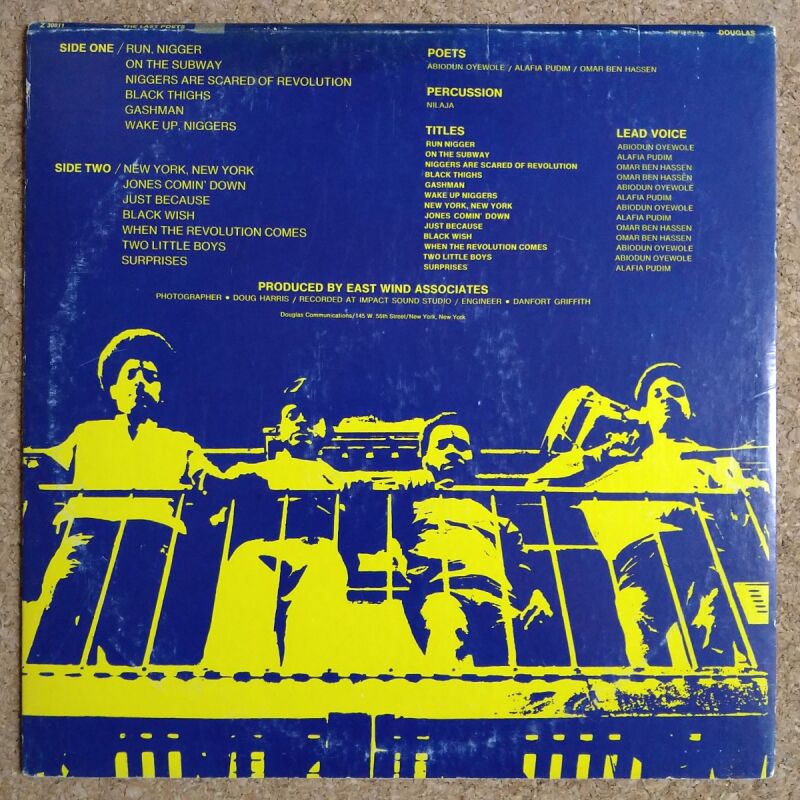 Z 30811
THE LAST POETS
DOUGLAS
SIDE ONE / RUN, NIGGER
ON THE SUBWAY
NIGGERS ARE SCARED OF REVOLUTION
BLACK THIGHS
GASHMAN
WAKE UP, NIGGERS
SIDE TWO / NEW YORK, NEW YORK
JONES COMIN' DOWN
JUST BECAUSE
BLACK WISH
WHEN THE REVOLUTION COMES
TWO LITTLE BOYS
SURPRISES
POETS
ABIODUN OYEWOLE / ALAFIA PUDIM / OMAR BEN HASSEN
PERCUSSION
NILAJA
TITLES LEAD VOICE
RUN NIGGER ABIODUN OYEWOLE
ON THE SUBWAY ALAFIA PUDIM
NIGGERS ARE SCARED OF REVOLUTION OMAR BEN HASSEN
BLACK THIGHS OMAR BEN HASSEN
GASHMAN ABIODUN OYEWOLE
WAKE UP NIGGERS ALAFIA PUDIM
NEW YORK, NEW YORK ABIODUN OYEWOLE
JONES COMIN' DOWN ALAFIA PUDIM
JUST BECAUSE OMAR BEN HASSEN
BLACK WISH OMAR BEN HASSEN
WHEN THE REVOLUTION COMES ABIODUN OYEWOLE
TWO LITTLE BOYS ABIODUN OYEWOLE
SURPRISES ALAFIA PUDIM
PRODUCED BY EAST WIND ASSOCIATES
PHOTOGRAPHER • DOUG HARRIS / RECORDED AT IMPACT SOUND STUDIO / ENGINEER • DANFORT GRIFFITH
Douglas Communications/145 W. 55th Street/New York, New York